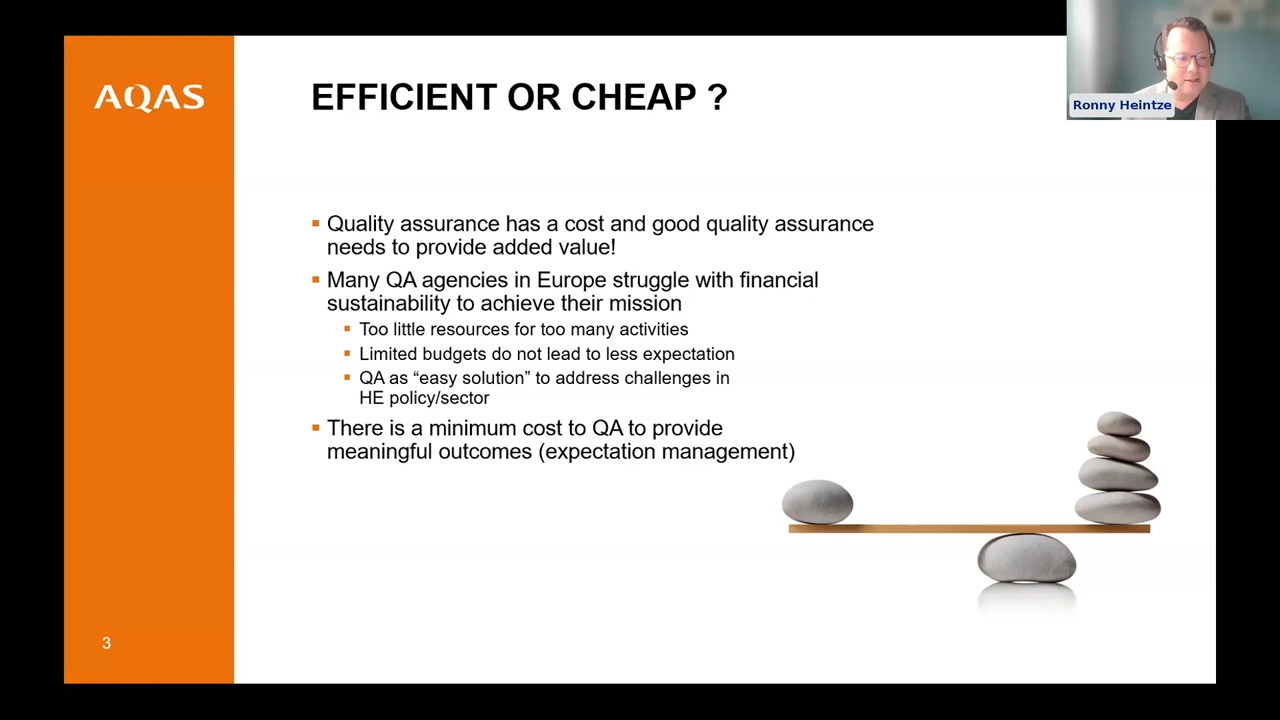 AQAS
EFFICIENT OR CHEAP ?
Ronny Heintze
▪ Quality assurance has a cost and good quality assurance
needs to provide added value!
▪ Many QA agencies in Europe struggle with financial
sustainability to achieve their mission
▪ Too little resources for too many activities
▪ Limited budgets do not lead to less expectation
▪ QA as “easy solution” to address challenges in
HE policy/sector
▪ There is a minimum cost to QA to provide
meaningful outcomes (expectation management)
3